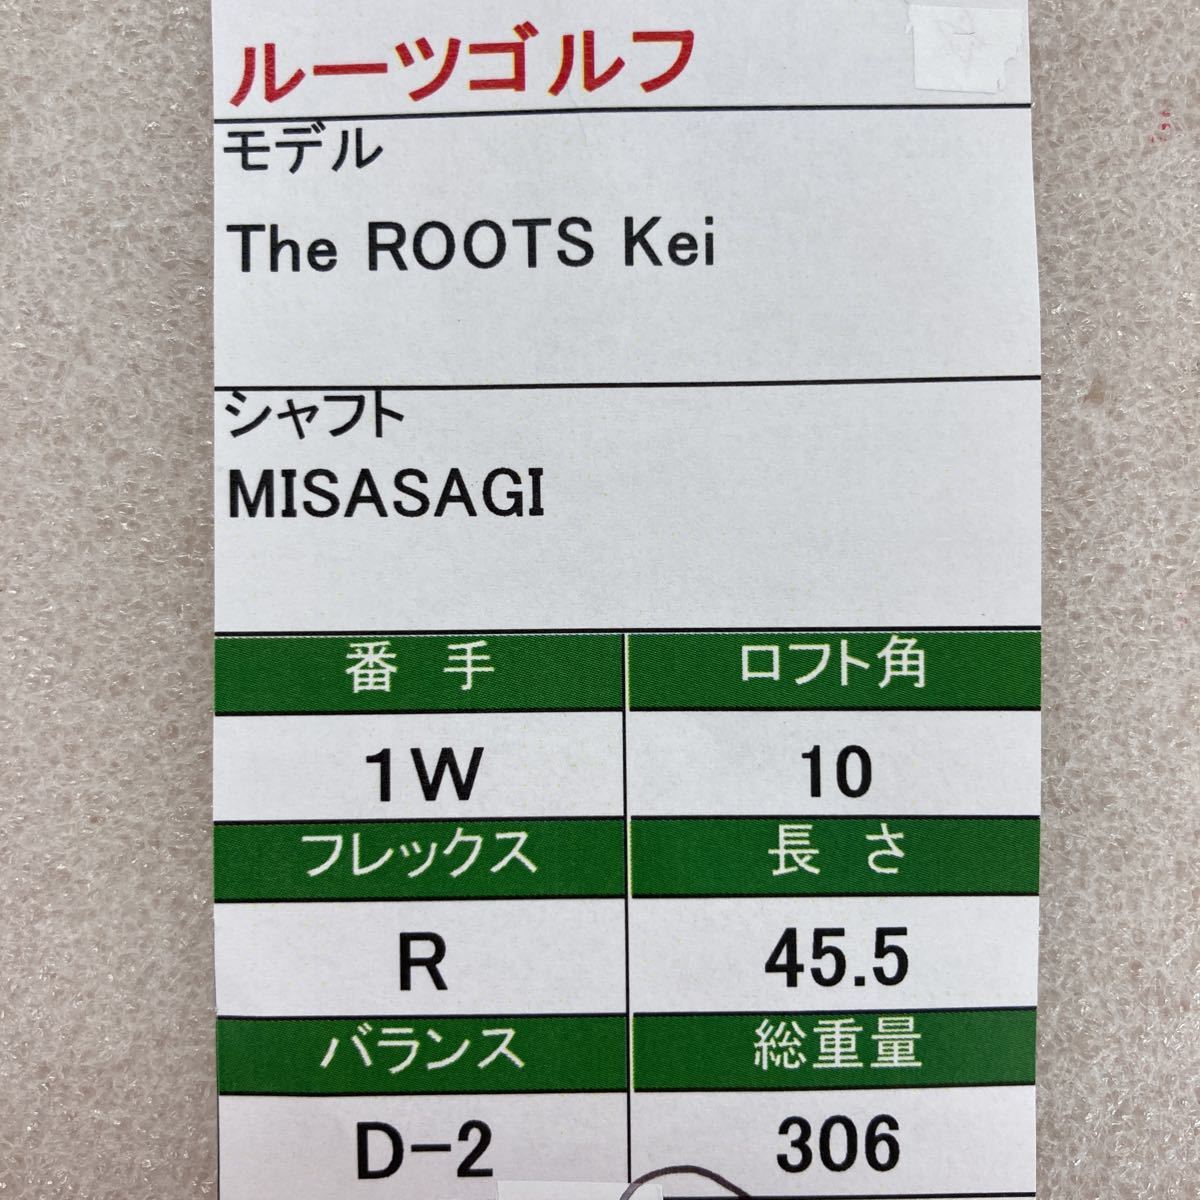 ルーツゴルフ
モデル
The ROOTS Kei
シャフト
MISASAGI
番 手 ロフト角
1W 10
フレックス 長 さ
R 45.5
バランス 総重量
D-2 306